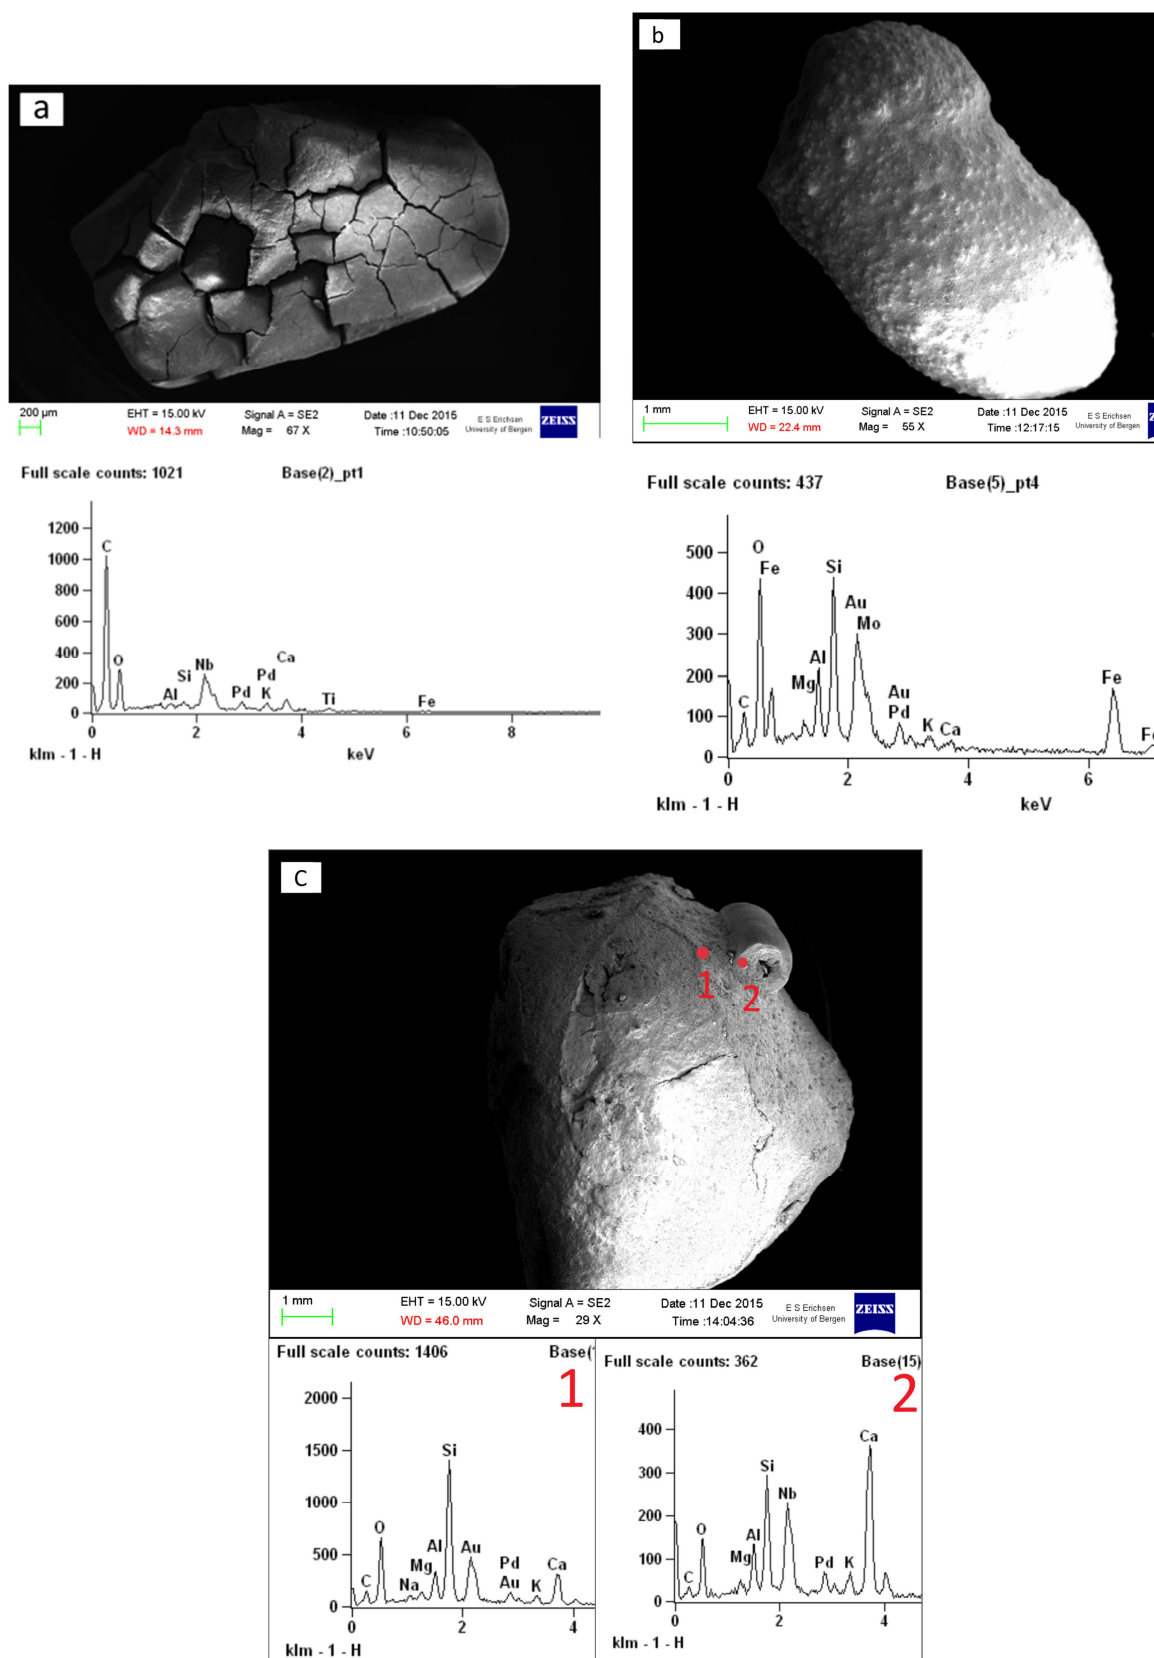 a
200 µm
EHT = 15.00 kV
Signal A = SE2
Date :11 Dec 2015
E S Erichsen
ZEISS
WD = 14.3 mm
Mag = 67 X
Time :10:50:05
University of Bergen
Full scale counts: 1021
Base(2)_pt1
1200
1000
800
600
400
200
0
C
O
Al
Si
Nb
Pd
Pd
K
Ca
Ti
Fe
0
2
4
6
8
klm - 1 - H
keV
b
1 mm
EHT = 15.00 kV
Signal A = SE2
Date :11 Dec 2015
E S Erichsen
WD = 22.4 mm
Mag = 55 X
Time :12:17:15
University of Bergen
Full scale counts: 437
Base(5)_pt4
500
400
300
200
100
0
C
O
Fe
Mg
Al
Si
Au
Mo
Au
Pd
K
Ca
Fe
0
2
4
6
klm - 1 - H
keV
c
1
2
1 mm
EHT = 15.00 kV
Signal A = SE2
Date :11 Dec 2015
E S Erichsen
ZEISS
WD = 46.0 mm
Mag = 29 X
Time :14:04:36
University of Bergen
Full scale counts: 1406
Base(
1
2000
1500
1000
500
0
C
O
Na
Mg
Al
Si
Au
Pd
Au
K
Ca
0
2
4
klm - 1 - H
Full scale counts: 362
Base(15)
2
400
300
200
100
0
C
O
Mg
Al
Si
Nb
Pd
K
Ca
0
2
4
klm - 1 - H